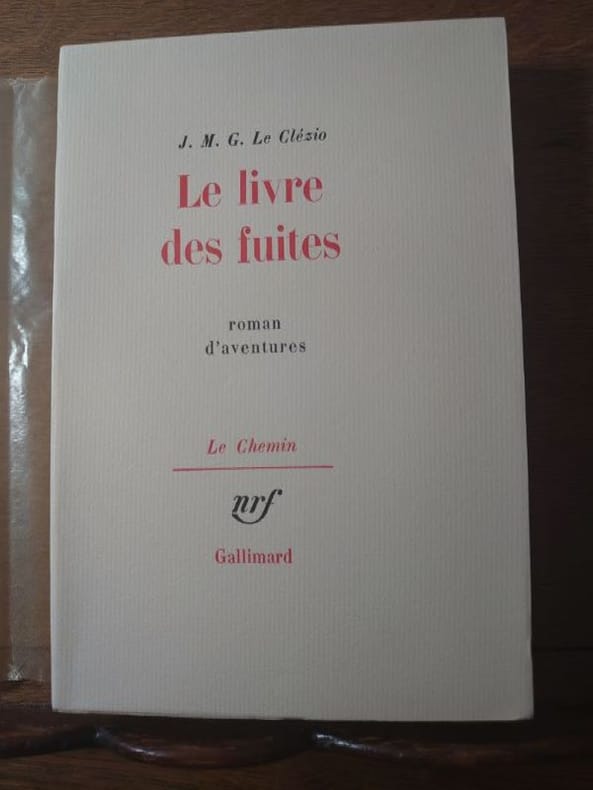 J. M. G. Le Clézio
Le livre
des fuites
roman
d'aventures
Le Chemin
nrf
Gallimard